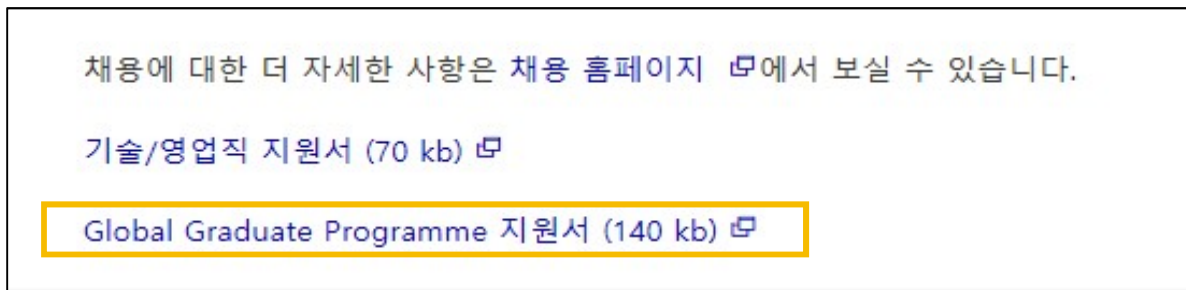 채용에 대한 더 자세한 사항은 채용 홈페이지 에서 보실 수 있습니다.
기술/영업직 지원서 (70 kb)
Global Graduate Programme 지원서 (140 kb)